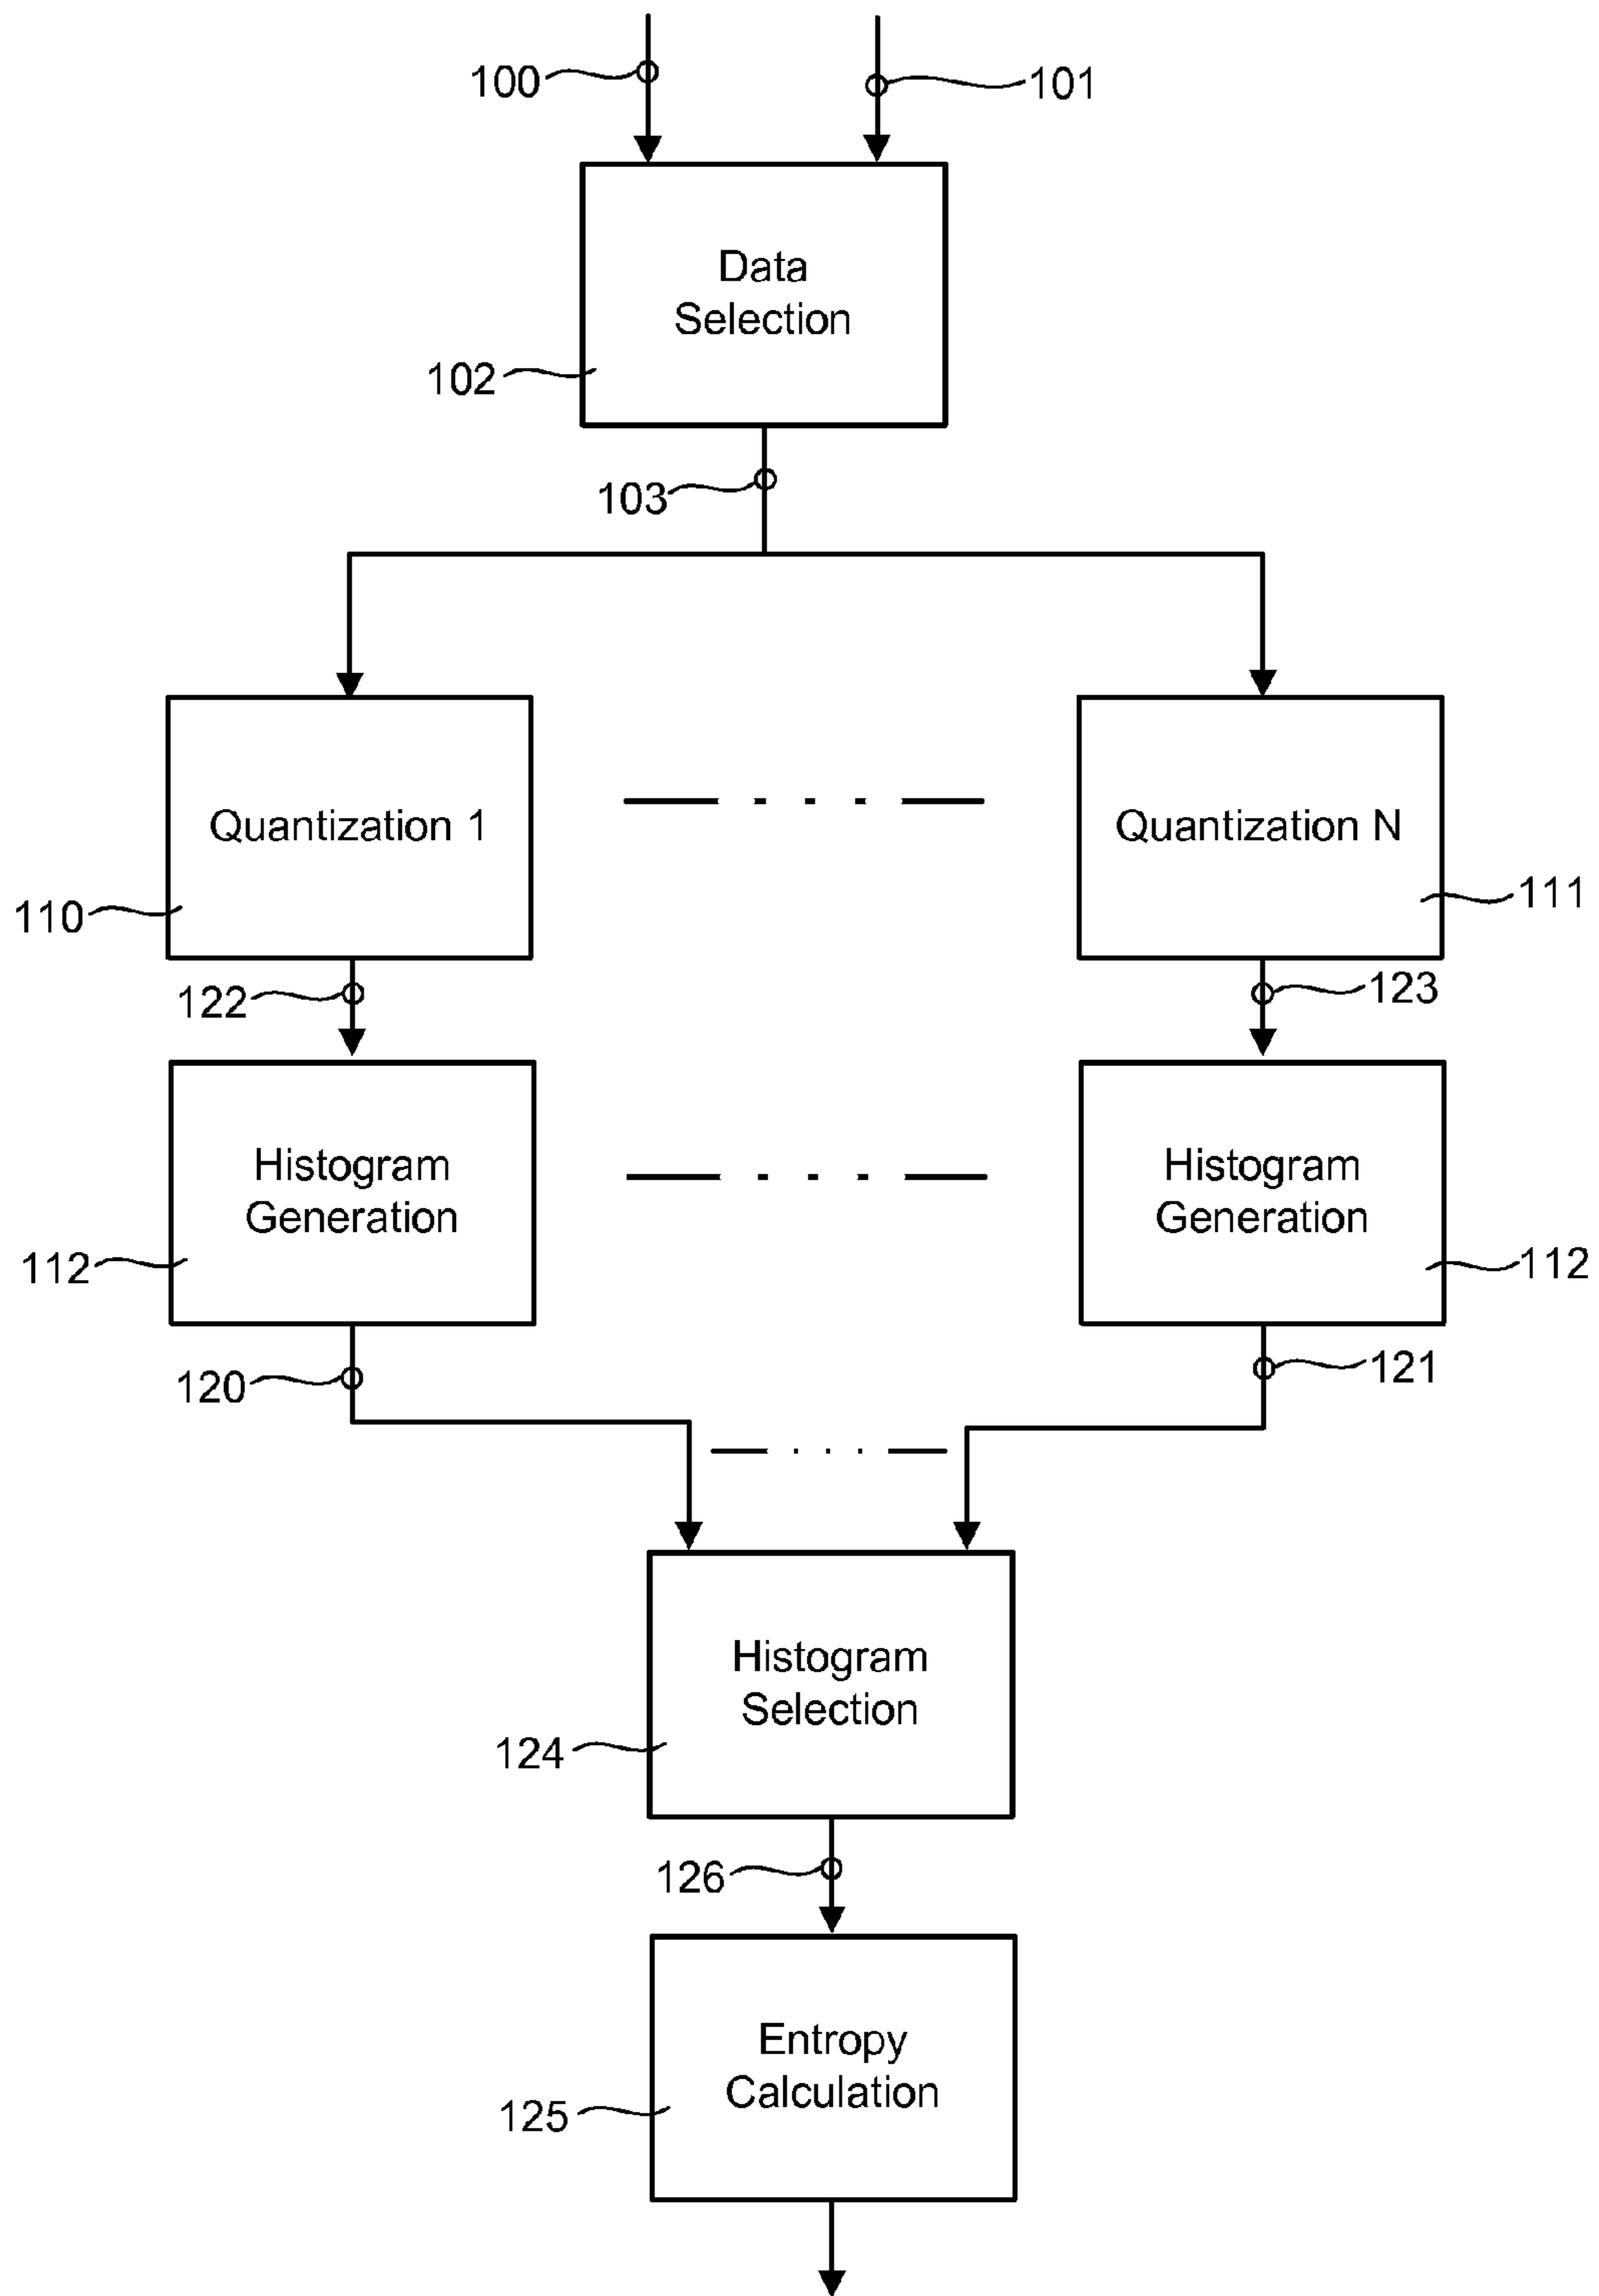 100
101
Data
Selection
102
103
Quantization 1
Quantization N
110
111
122
123
Histogram
Generation
Histogram
Generation
112
112
120
121
Histogram
Selection
124
126
Entropy
Calculation
125